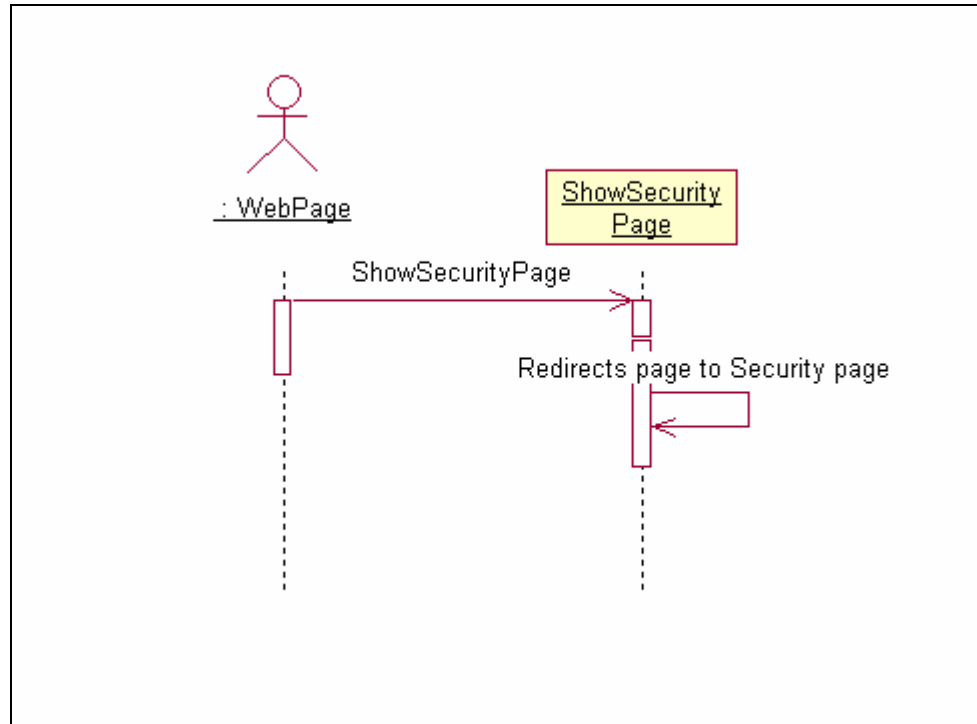 : WebPage
ShowSecurity
Page
ShowSecurityPage
Redirects page to Security page